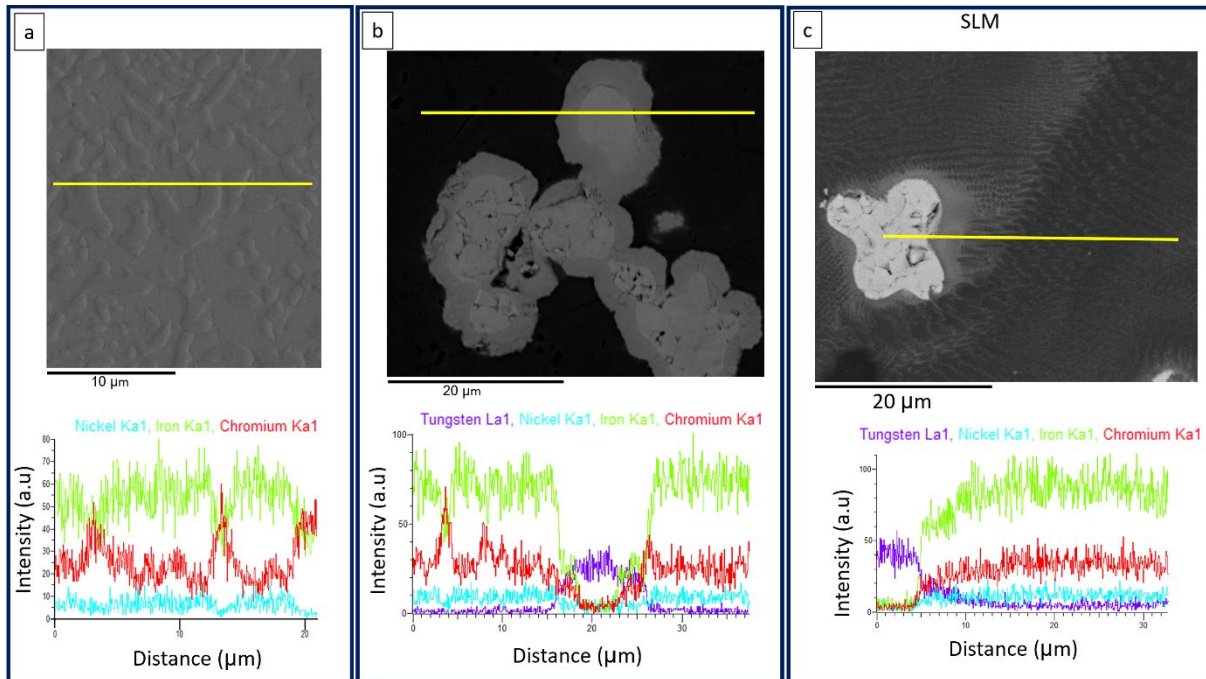 a
10 µm
Nickel Ka1, Iron Ka1, Chromium Ka1
Intensity (a.u)
80
70
60
50
40
30
20
10
0
0
10
20
Distance (µm)
b
20 µm
Tungsten La1, Nickel Ka1, Iron Ka1, Chromium Ka1
Intensity (a.u)
100
50
0
0
10
20
30
Distance (µm)
c
SLM
20 µm
Tungsten La1, Nickel Ka1, Iron Ka1, Chromium Ka1
Intensity (a.u)
100
50
0
0
10
20
30
Distance (µm)